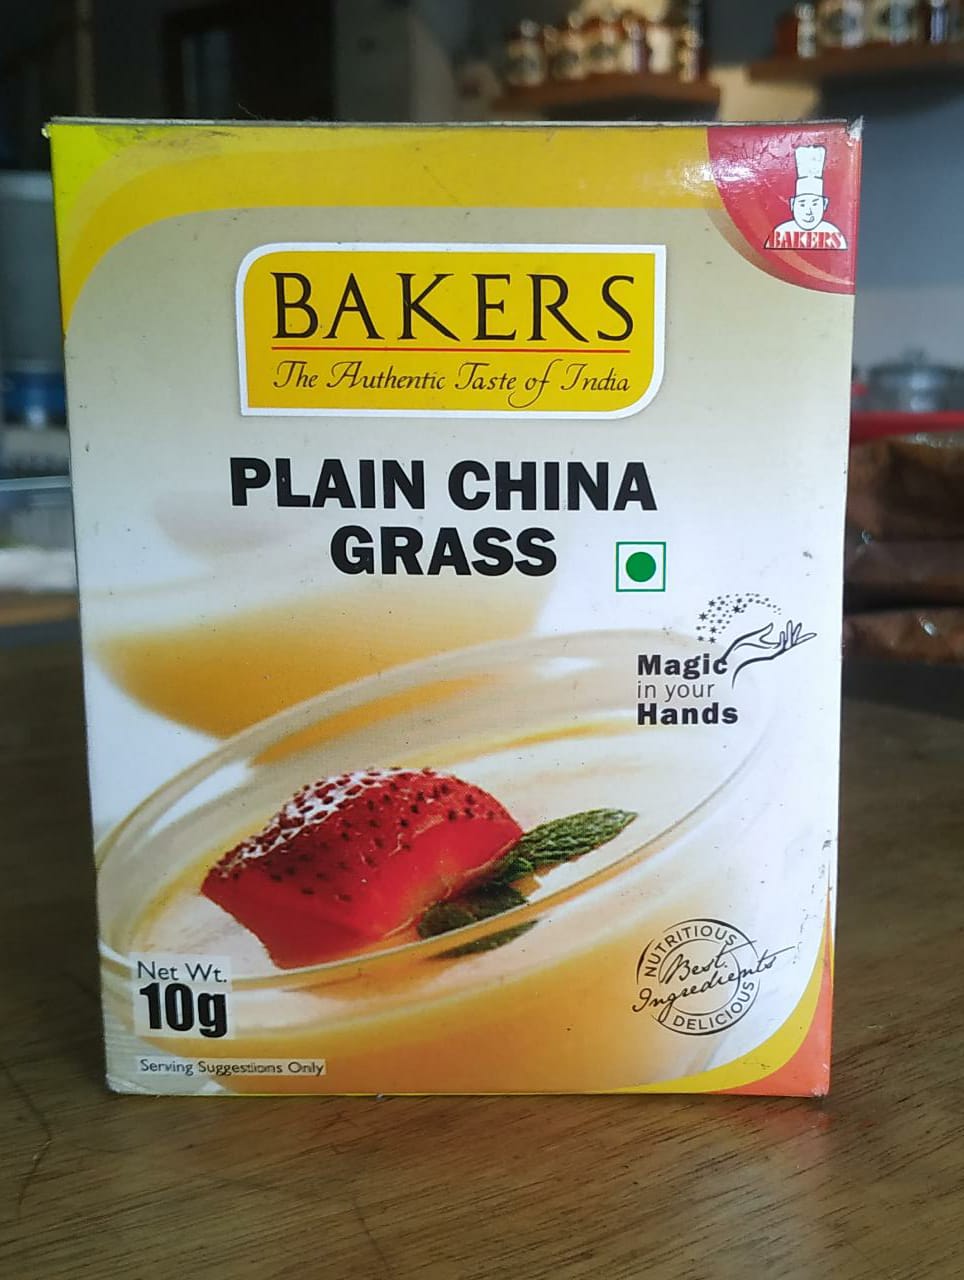 BAKERS
BAKERS
The Authentic Taste of India
PLAIN CHINA
GRASS
Magic
in your
Hands
NUTRITIOUS
Best
Ingredients
DELICIOUS
Net Wt.
10g
Serving Suggestions Only